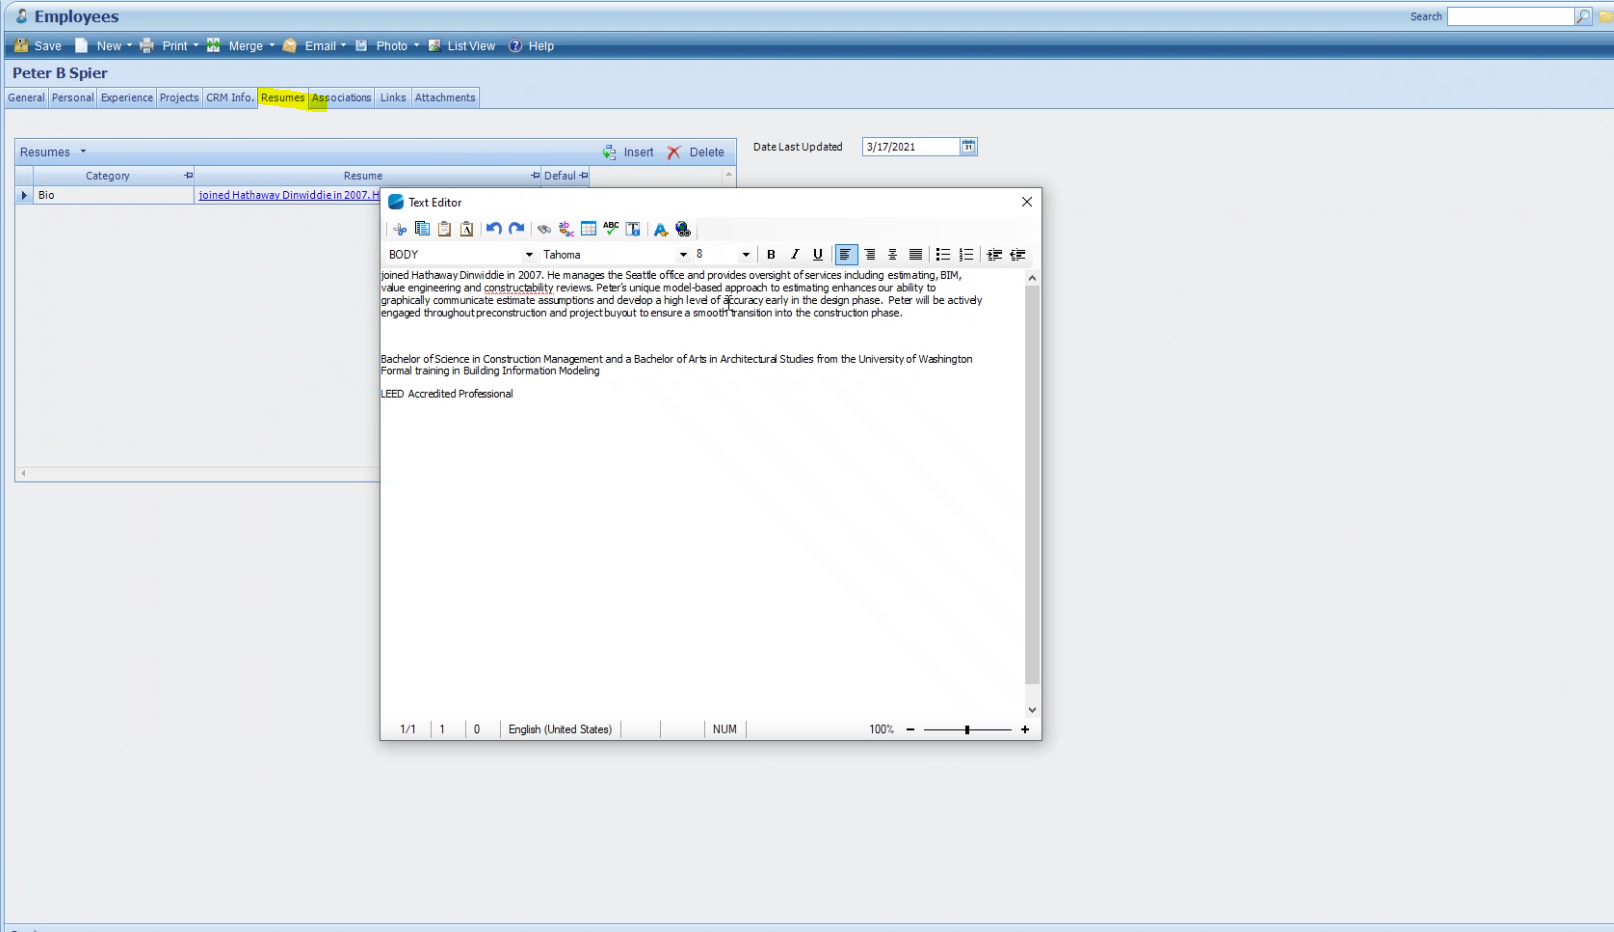 Employees
Search
Save New Print Merge Email Photo List View Help
Peter B Spier
General Personal Experience Projects CRM Info. Resumes Associations Links Attachments
Resumes Insert Delete
Date Last Updated 3/17/2021
Category Resume Defaul
Bio joined Hathaway Dinwiddie in 2007. H
Text Editor
BODY Tahoma 8 B I U
joined Hathaway Dinwiddie in 2007. He manages the Seattle office and provides oversight of services including estimating, BIM,
value engineering and constructability reviews. Peter's unique model-based approach to estimating enhances our ability to
graphically communicate estimate assumptions and develop a high level of accuracy early in the design phase. Peter will be actively
engaged throughout preconstruction and project buyout to ensure a smooth transition into the construction phase.
Bachelor of Science in Construction Management and a Bachelor of Arts in Architectural Studies from the University of Washington
Formal training in Building Information Modeling
LEED Accredited Professional
1/1 1 0 English (United States) NUM 100%